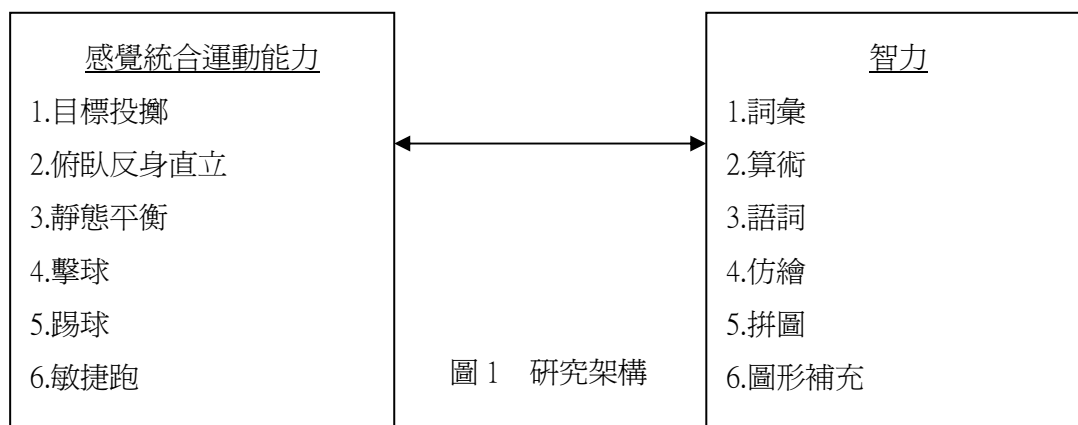 感覺統合運動能力
1.目標投擲
2.俯臥反身直立
3.靜態平衡
4.擊球
5.踢球
6.敏捷跑
圖 1　研究架構
智力
1.詞彙
2.算術
3.語詞
4.仿繪
5.拼圖
6.圖形補充